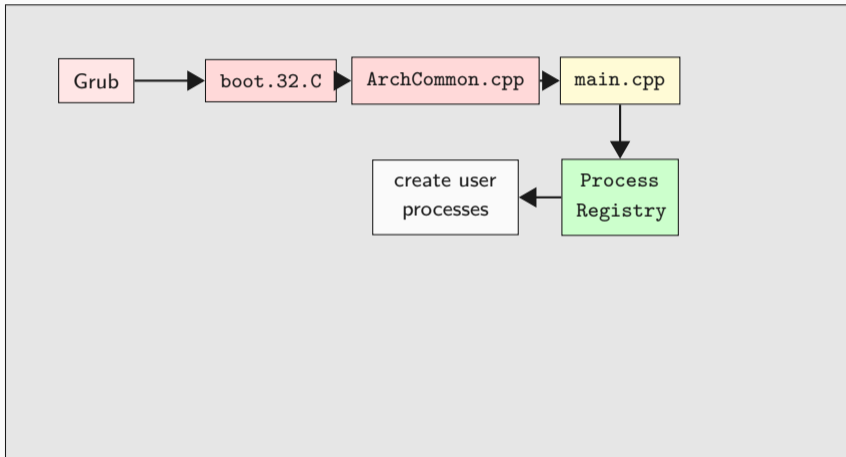 Grub
boot.32.C
ArchCommon.cpp
main.cpp
create user
processes
Process
Registry